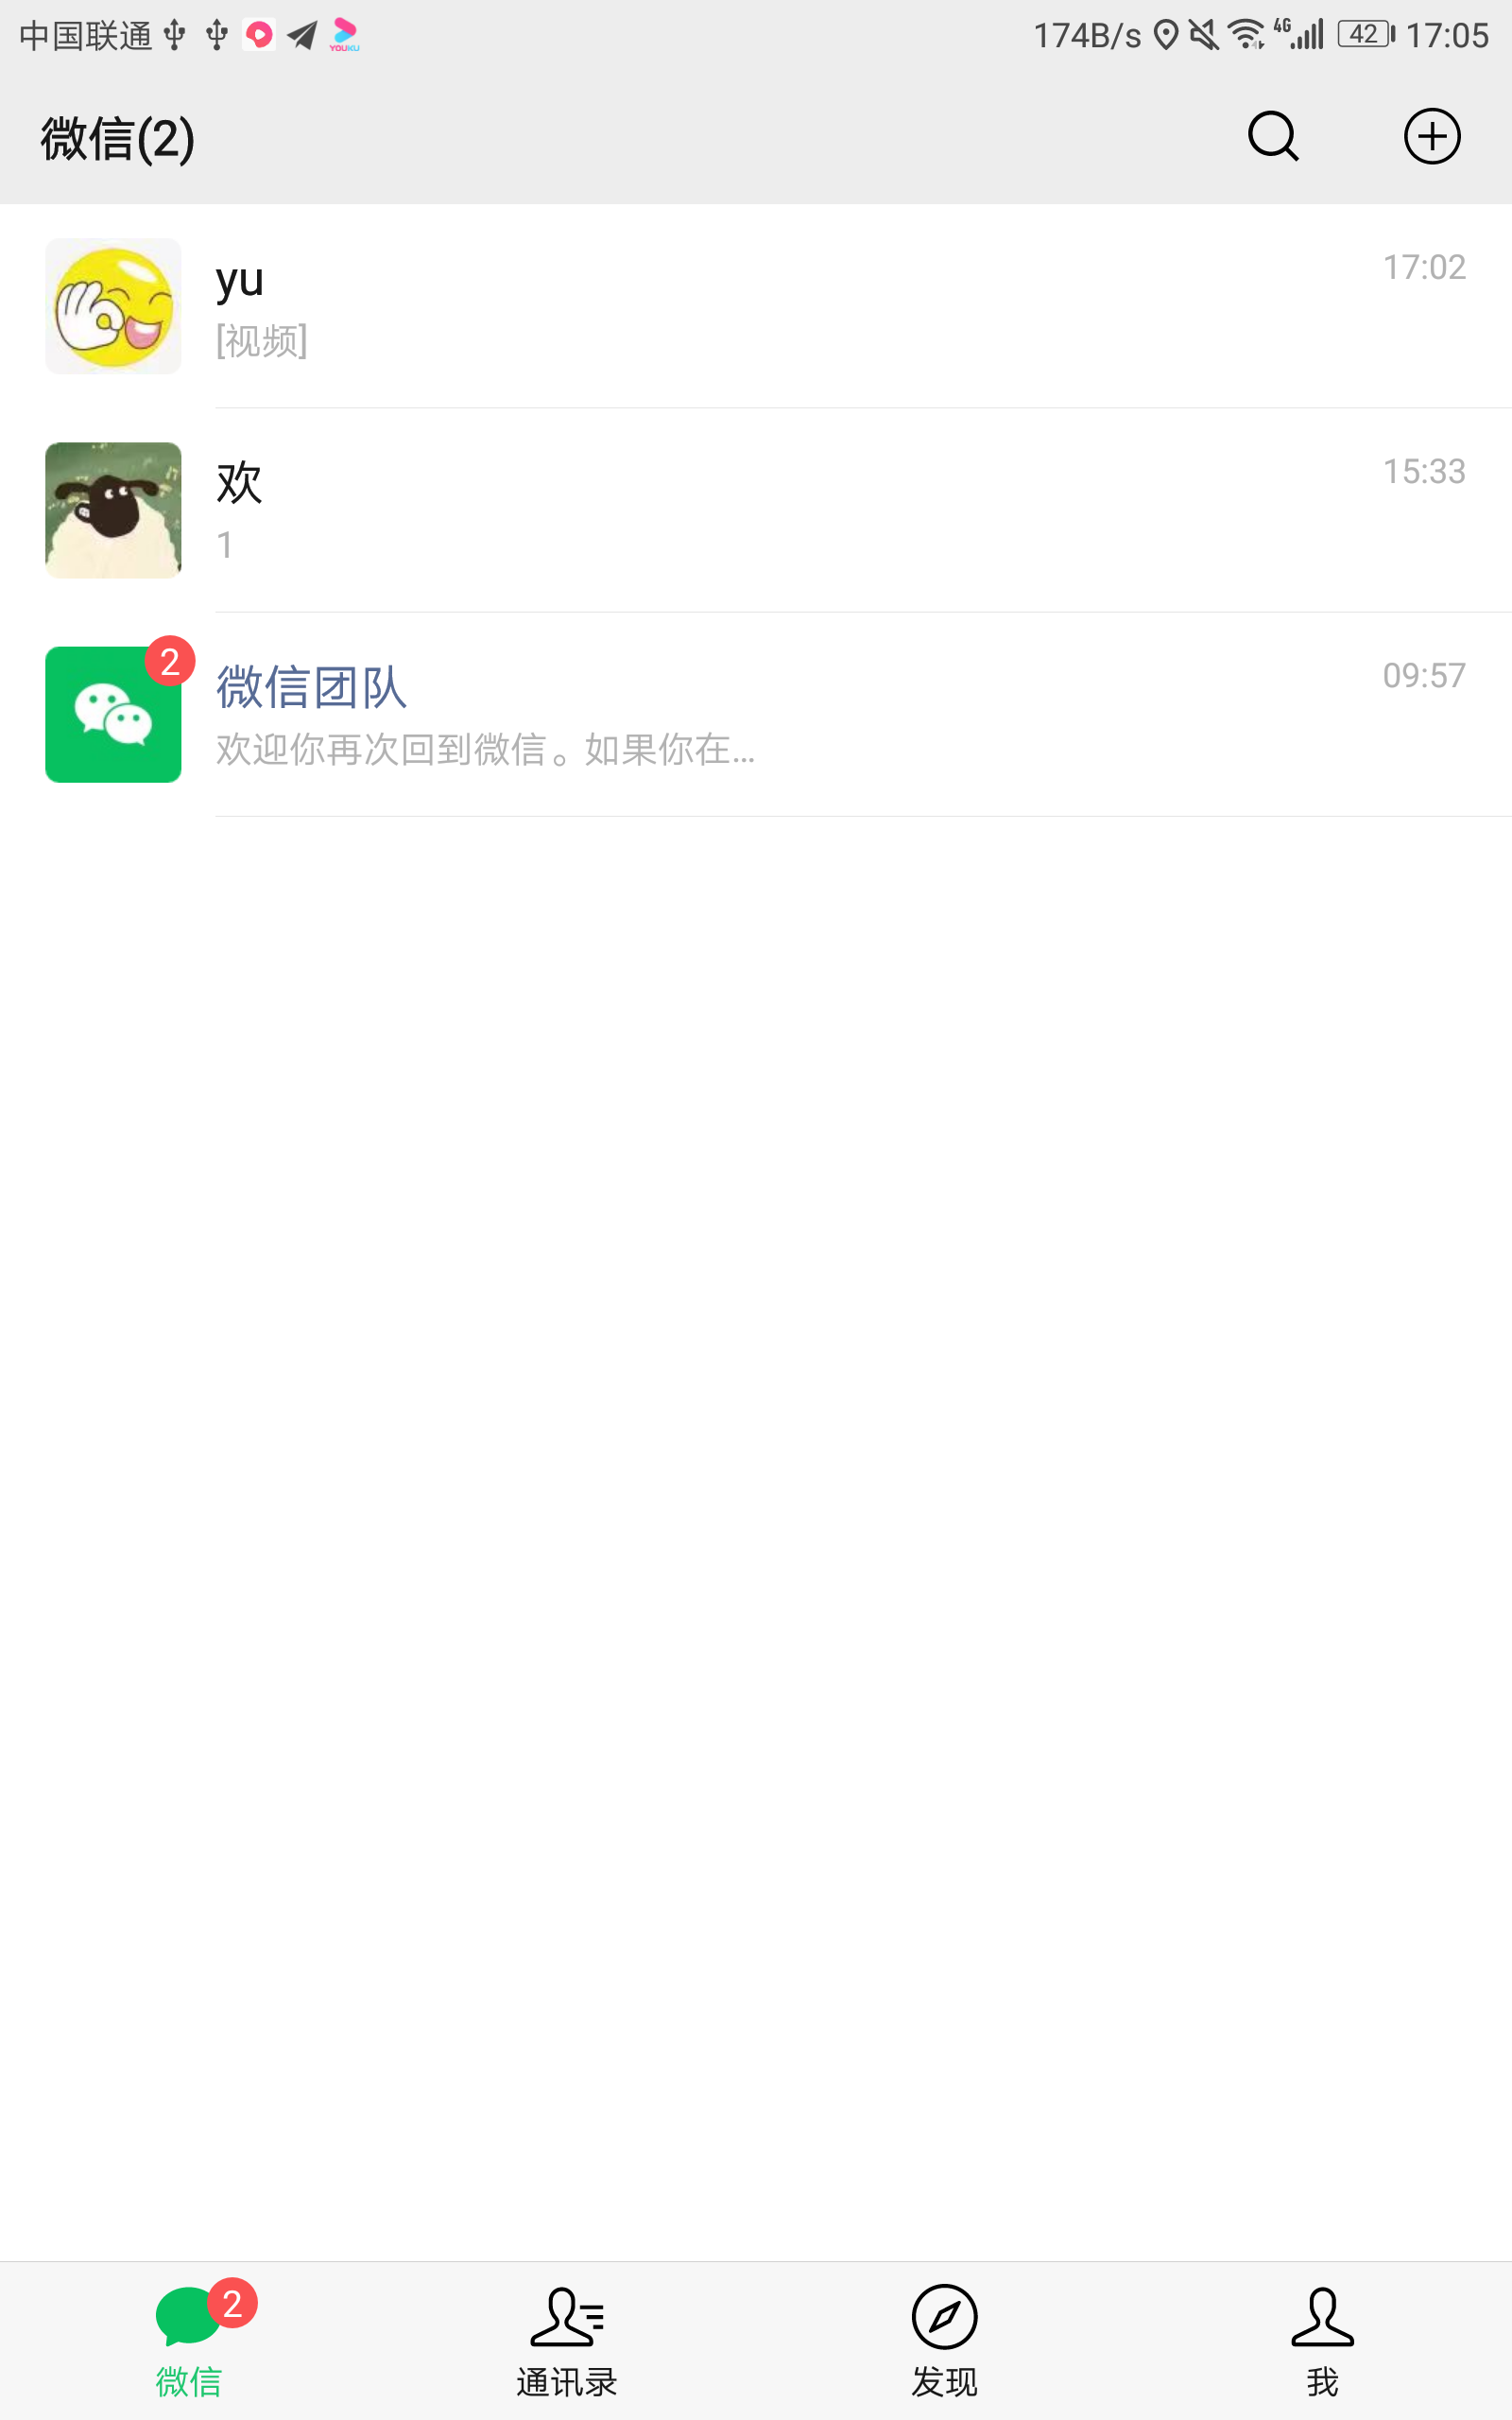 中国联通 YOUKU 174B/s 4G 42 17:05
微信(2)
yu 17:02
[视频]
欢 15:33
1
2
微信团队 09:57
欢迎你再次回到微信。如果你在...
2
微信 通讯录 发现 我